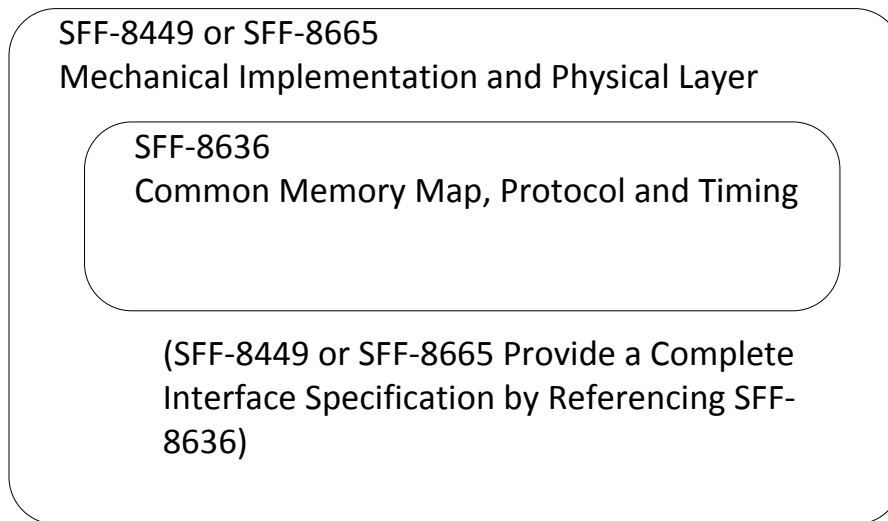 SFF-8449 or SFF-8665
Mechanical Implementation and Physical Layer
SFF-8636
Common Memory Map, Protocol and Timing
(SFF-8449 or SFF-8665 Provide a Complete
Interface Specification by Referencing SFF-
8636)